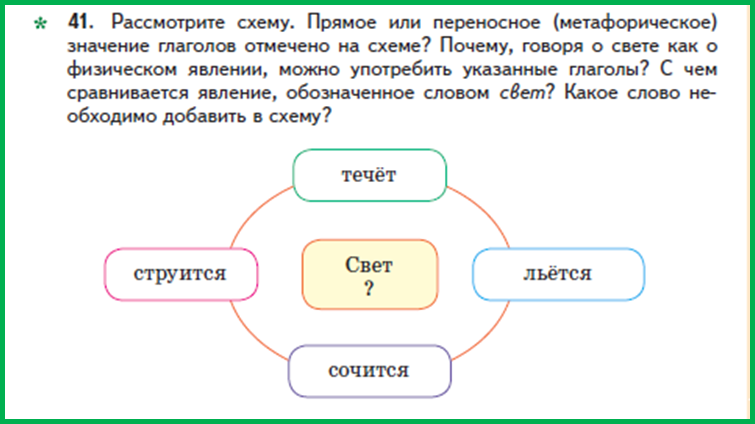 * 41. Рассмотрите схему. Прямое или переносное (метафорическое)
значение глаголов отмечено на схеме? Почему, говоря о свете как о
физическом явлении, можно употребить указанные глаголы? С чем
сравнивается явление, обозначенное словом свет? Какое слово не-
обходимо добавить в схему?
течёт
струится
Свет
?
льётся
сочится